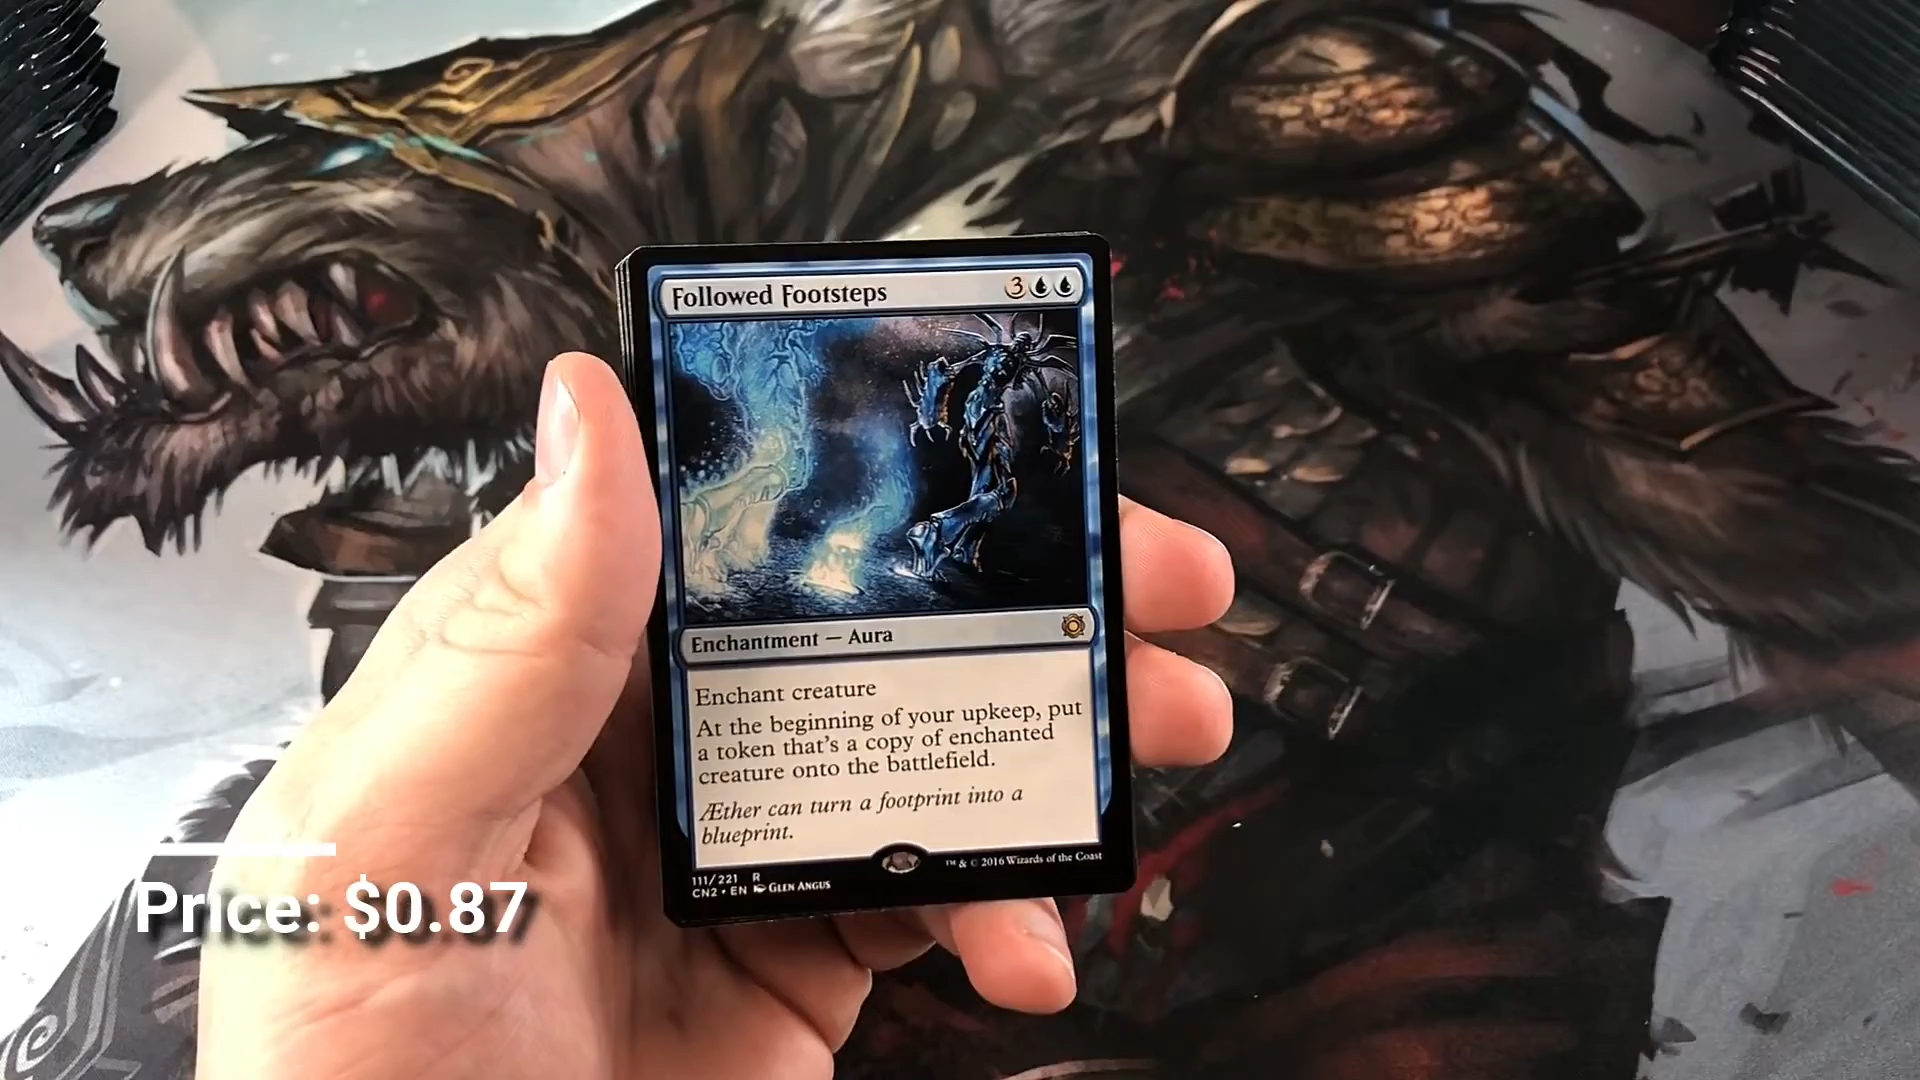 Followed Footsteps 3
Enchantment — Aura
Enchant creature
At the beginning of your upkeep, put
a token that's a copy of enchanted
creature onto the battlefield.
Æther can turn a footprint into a
blueprint.
111/221 R
CN2 • EN Glen Angus
™ & © 2016 Wizards of the Coast
Price: $0.87